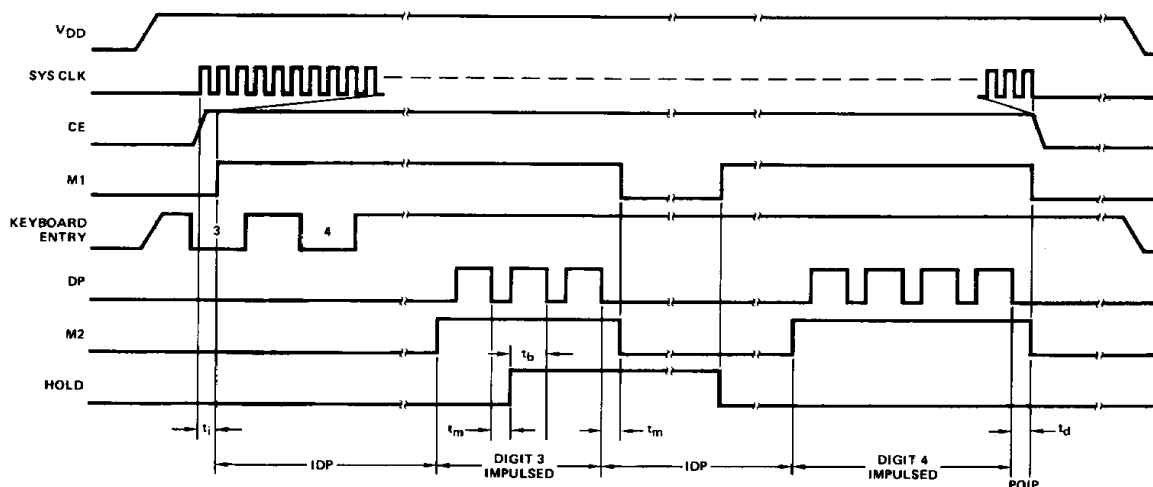 VDD
SYS CLK
CE
M1
KEYBOARD
ENTRY
3
4
DP
M2
tb
HOLD
ti
tm
tm
td
IDP
DIGIT 3
IMPULSED
IDP
DIGIT 4
IMPULSED
POIP